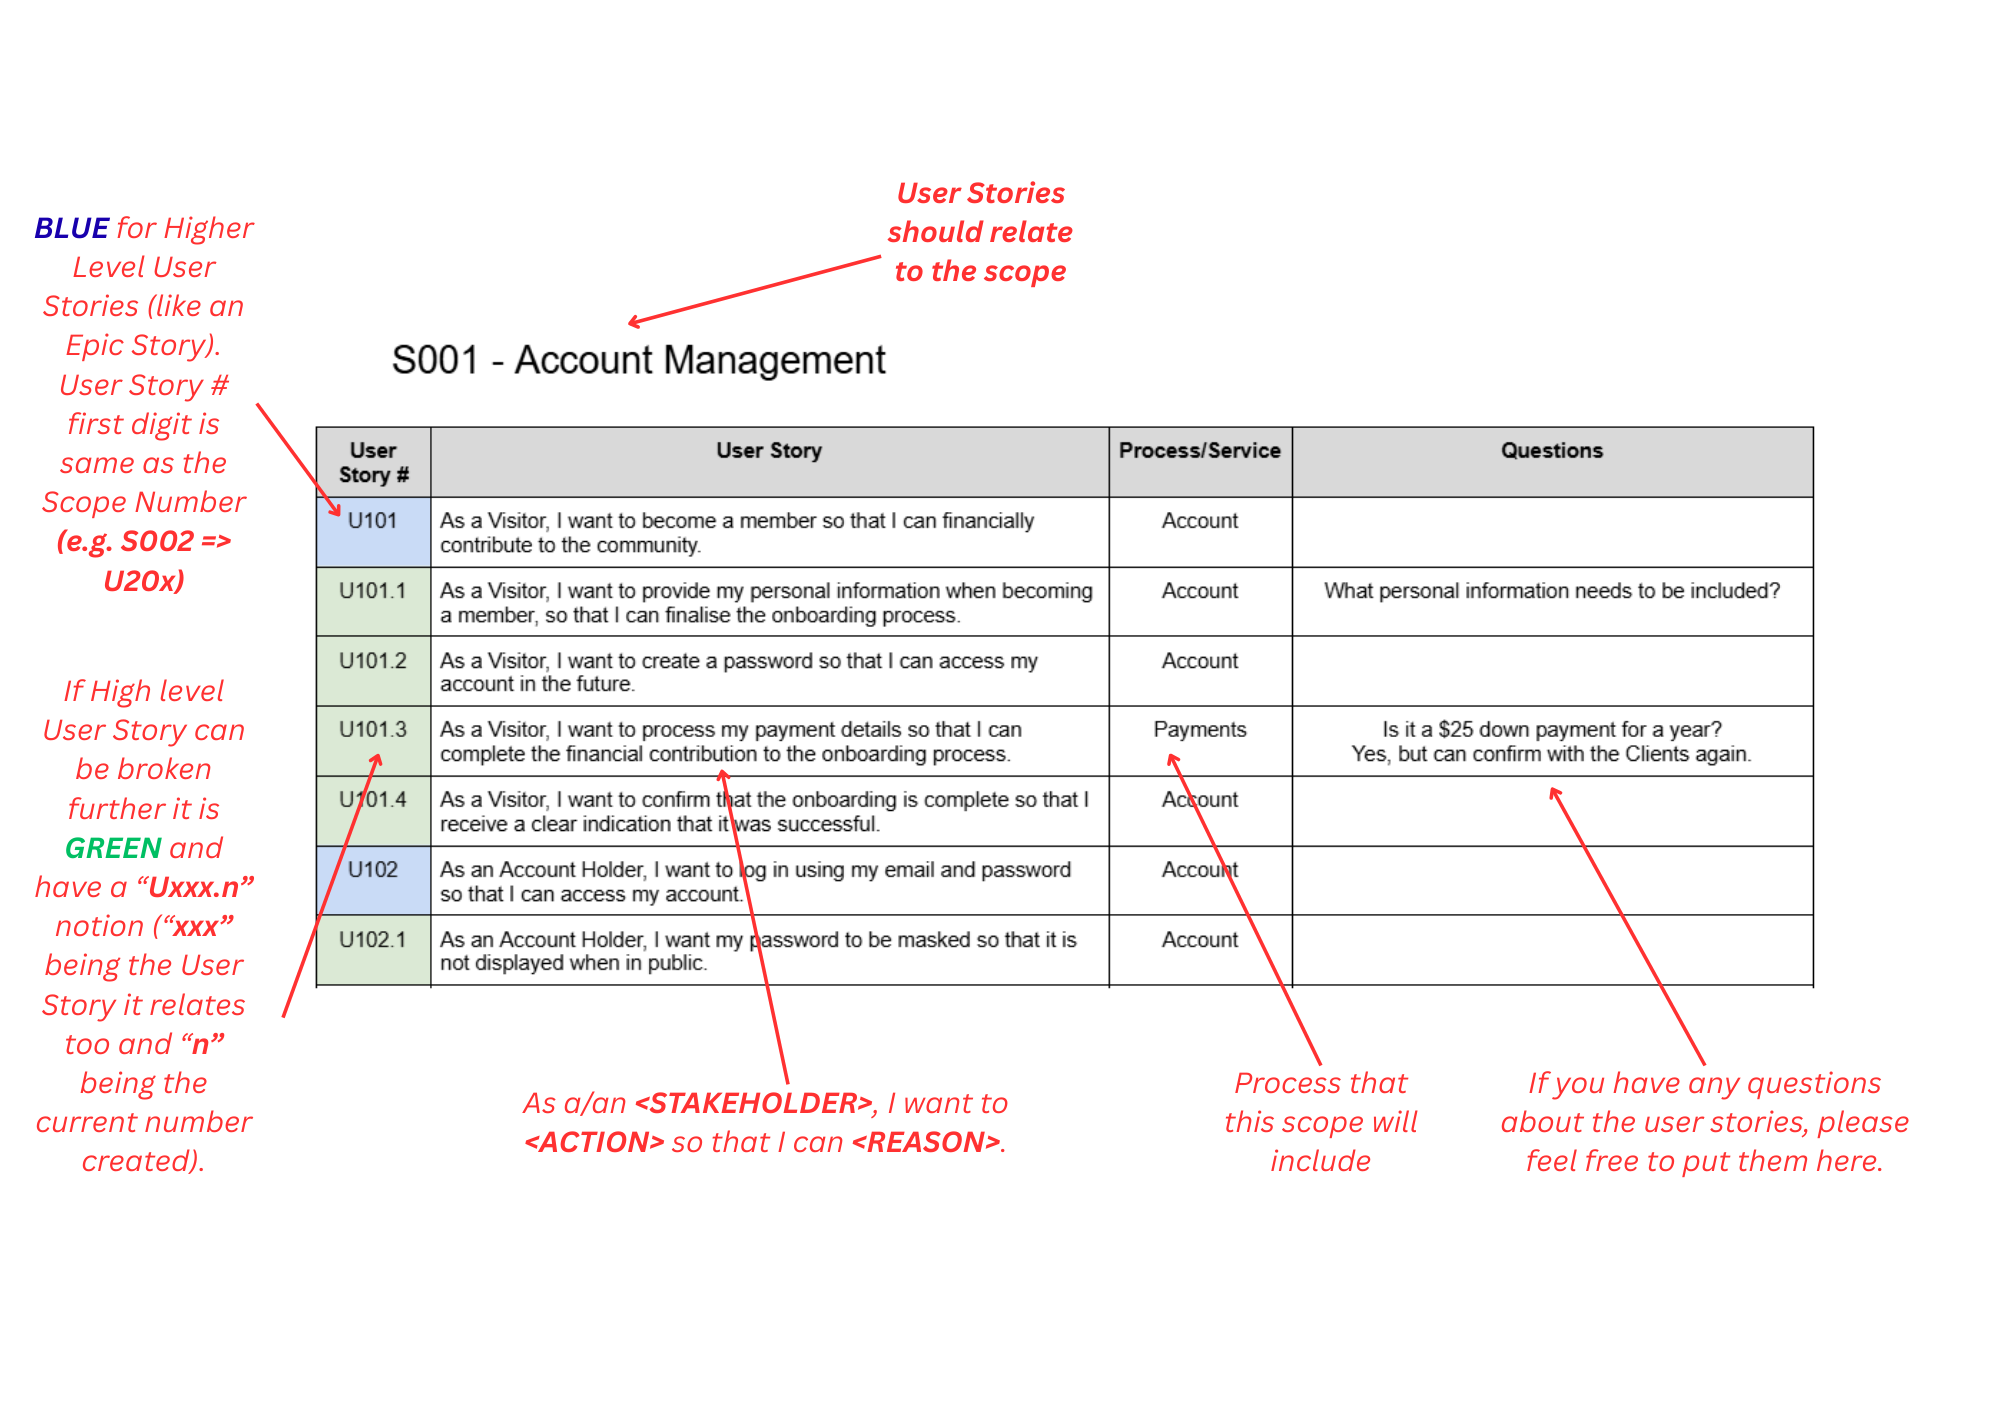 User Stories
should relate
to the scope
BLUE for Higher
Level User
Stories (like an
Epic Story).
User Story #
first digit is
same as the
Scope Number
(e.g. S002 =>
U20x)
If High level
User Story can
be broken
further it is
GREEN and
have a “Uxxx.n”
notion (“xxx”
being the User
Story it relates
too and “n”
being the
current number
created).
S001 - Account Management
User
Story #
User Story
Process/Service
Questions
U101
As a Visitor, I want to become a member so that I can financially
contribute to the community.
Account
U101.1
As a Visitor, I want to provide my personal information when becoming
a member, so that I can finalise the onboarding process.
Account
What personal information needs to be included?
U101.2
As a Visitor, I want to create a password so that I can access my
account in the future.
Account
U101.3
As a Visitor, I want to process my payment details so that I can
complete the financial contribution to the onboarding process.
Payments
Is it a $25 down payment for a year?
Yes, but can confirm with the Clients again.
U101.4
As a Visitor, I want to confirm that the onboarding is complete so that I
receive a clear indication that it was successful.
Account
U102
As an Account Holder, I want to log in using my email and password
so that I can access my account.
Account
U102.1
As an Account Holder, I want my password to be masked so that it is
not displayed when in public.
Account
As a/an <STAKEHOLDER>, I want to
<ACTION> so that I can <REASON>.
Process that
this scope will
include
If you have any questions
about the user stories, please
feel free to put them here.